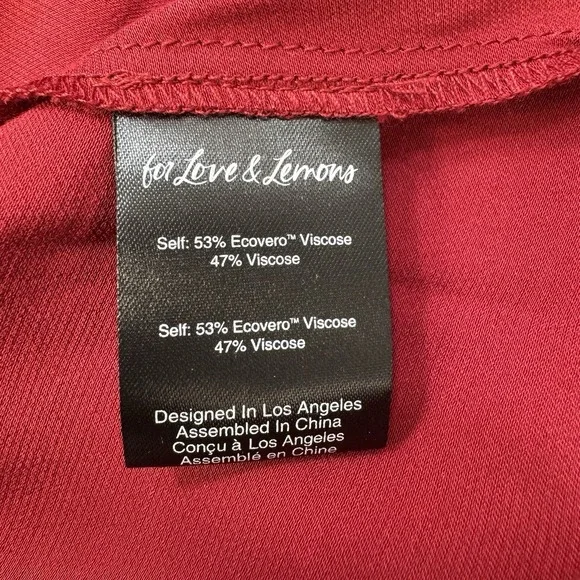 for Love & Lemons
Self: 53% Ecovero™ Viscose
47% Viscose
Self: 53% Ecovero™ Viscose
47% Viscose
Designed In Los Angeles
Assembled In China
Conçu à Los Angeles
Assemblé en Chine